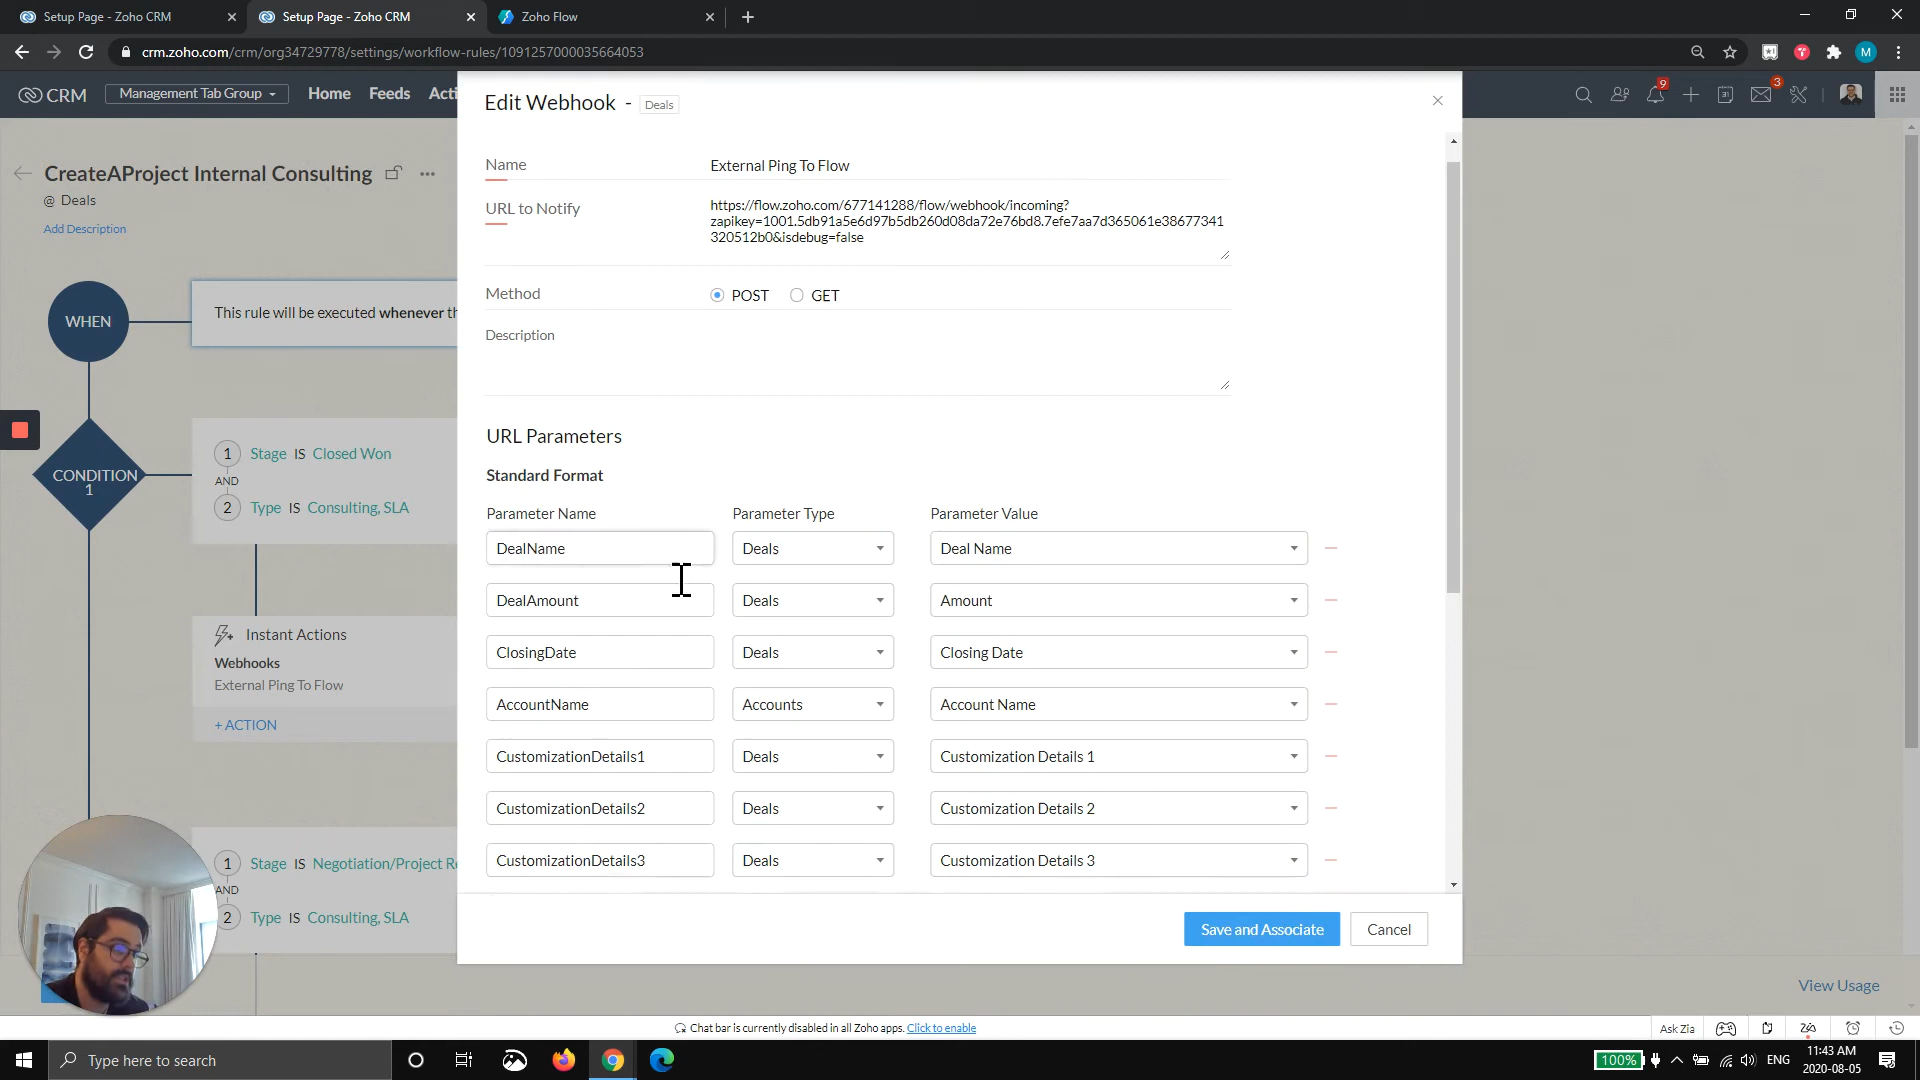 Setup Page - Zoho CRM
Setup Page - Zoho CRM
Zoho Flow
crm.zoho.com/crm/org34729778/settings/workflow-rules/1091257000035664053
M
CRM
Management Tab Group
Home
Feeds
Acti
9
3
CreateAProject Internal Consulting
@ Deals
Add Description
WHEN
This rule will be executed whenever th
CONDITION
1
1 Stage IS Closed Won
AND
2 Type IS Consulting, SLA
Instant Actions
Webhooks
External Ping To Flow
+ ACTION
1 Stage IS Negotiation/Project Re
AND
2 Type IS Consulting, SLA
Edit Webhook - Deals
Name External Ping To Flow
URL to Notify
https://flow.zoho.com/677141288/flow/webhook/incoming?
zapikey=1001.5db91a5e6d97b5db260d08da72e76bd8.7efe7aa7d365061e38677341
320512b0&isdebug=false
Method POST GET
Description
URL Parameters
Standard Format
Parameter Name Parameter Type Parameter Value
DealName Deals Deal Name
DealAmount Deals Amount
ClosingDate Deals Closing Date
AccountName Accounts Account Name
CustomizationDetails1 Deals Customization Details 1
CustomizationDetails2 Deals Customization Details 2
CustomizationDetails3 Deals Customization Details 3
Save and Associate
Cancel
View Usage
Chat bar is currently disabled in all Zoho apps. Click to enable
Ask Zia
Type here to search
100%
ENG
11:43 AM
2020-08-05